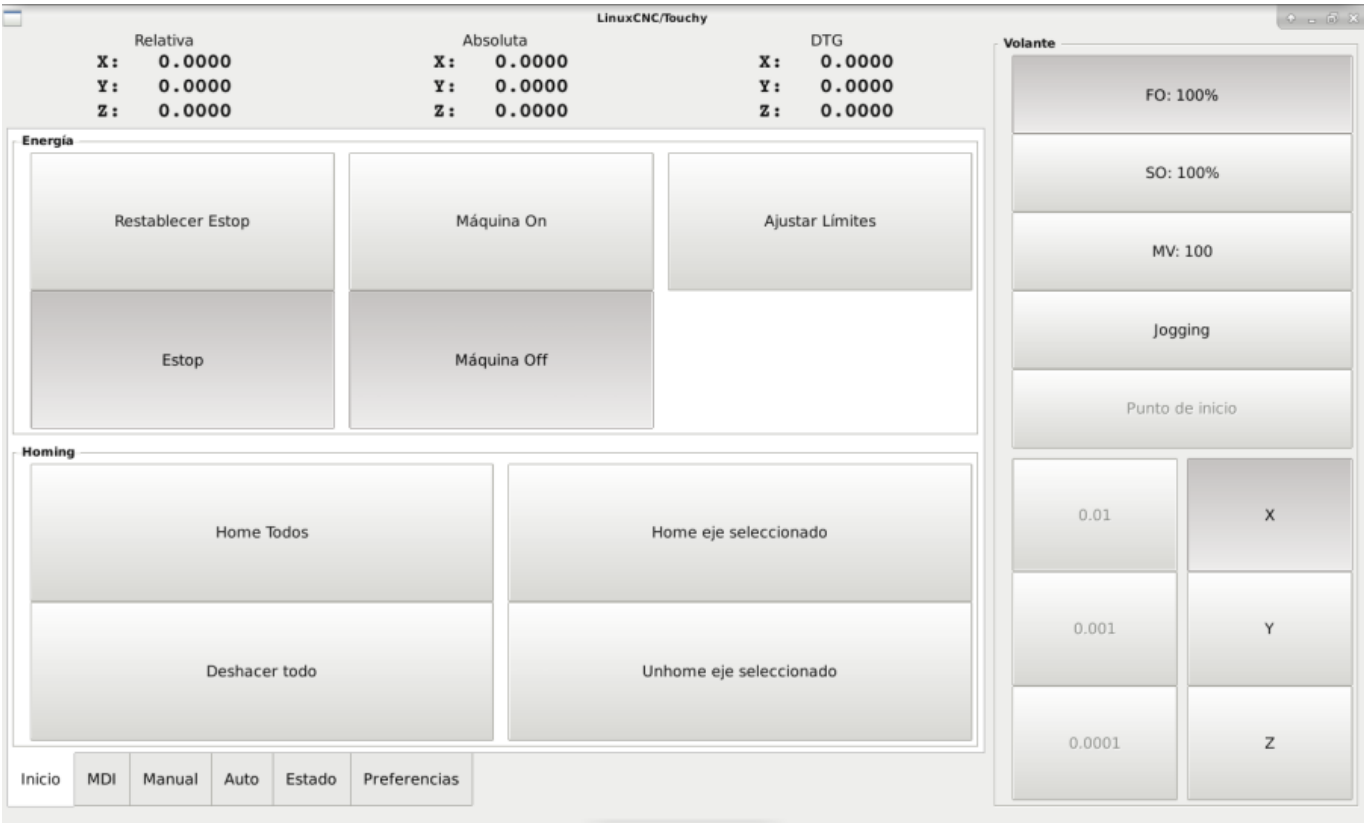 LinuxCNC/Touchy
Relativa Absoluta DTG
X: 0.0000 X: 0.0000 X: 0.0000
Y: 0.0000 Y: 0.0000 Y: 0.0000
Z: 0.0000 Z: 0.0000 Z: 0.0000
Energía
Restablecer Estop Máquina On Ajustar Límites
Estop Máquina Off
Homing
Home Todos Home eje seleccionado
Deshacer todo Unhome eje seleccionado
Inicio MDI Manual Auto Estado Preferencias
Volante
FO: 100%
SO: 100%
MV: 100
Jogging
Punto de inicio
0.01 X
0.001 Y
0.0001 Z